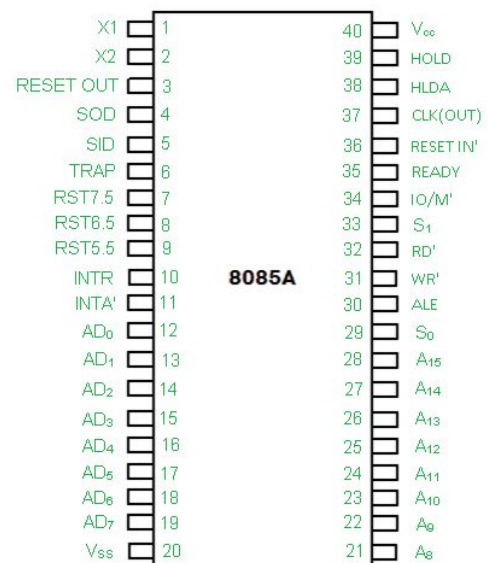 X1 1 40 Vcc
X2 2 39 HOLD
RESET OUT 3 38 HLDA
SOD 4 37 CLK(OUT)
SID 5 36 RESET IN'
TRAP 6 35 READY
RST7.5 7 34 IO/M'
RST6.5 8 33 S₁
RST5.5 9 32 RD'
INTR 10 8085A 31 WR'
INTA' 11 30 ALE
AD₀ 12 29 S₀
AD₁ 13 28 A₁₅
AD₂ 14 27 A₁₄
AD₃ 15 26 A₁₃
AD₄ 16 25 A₁₂
AD₅ 17 24 A₁₁
AD₆ 18 23 A₁₀
AD₇ 19 22 A₉
Vss 20 21 A₈